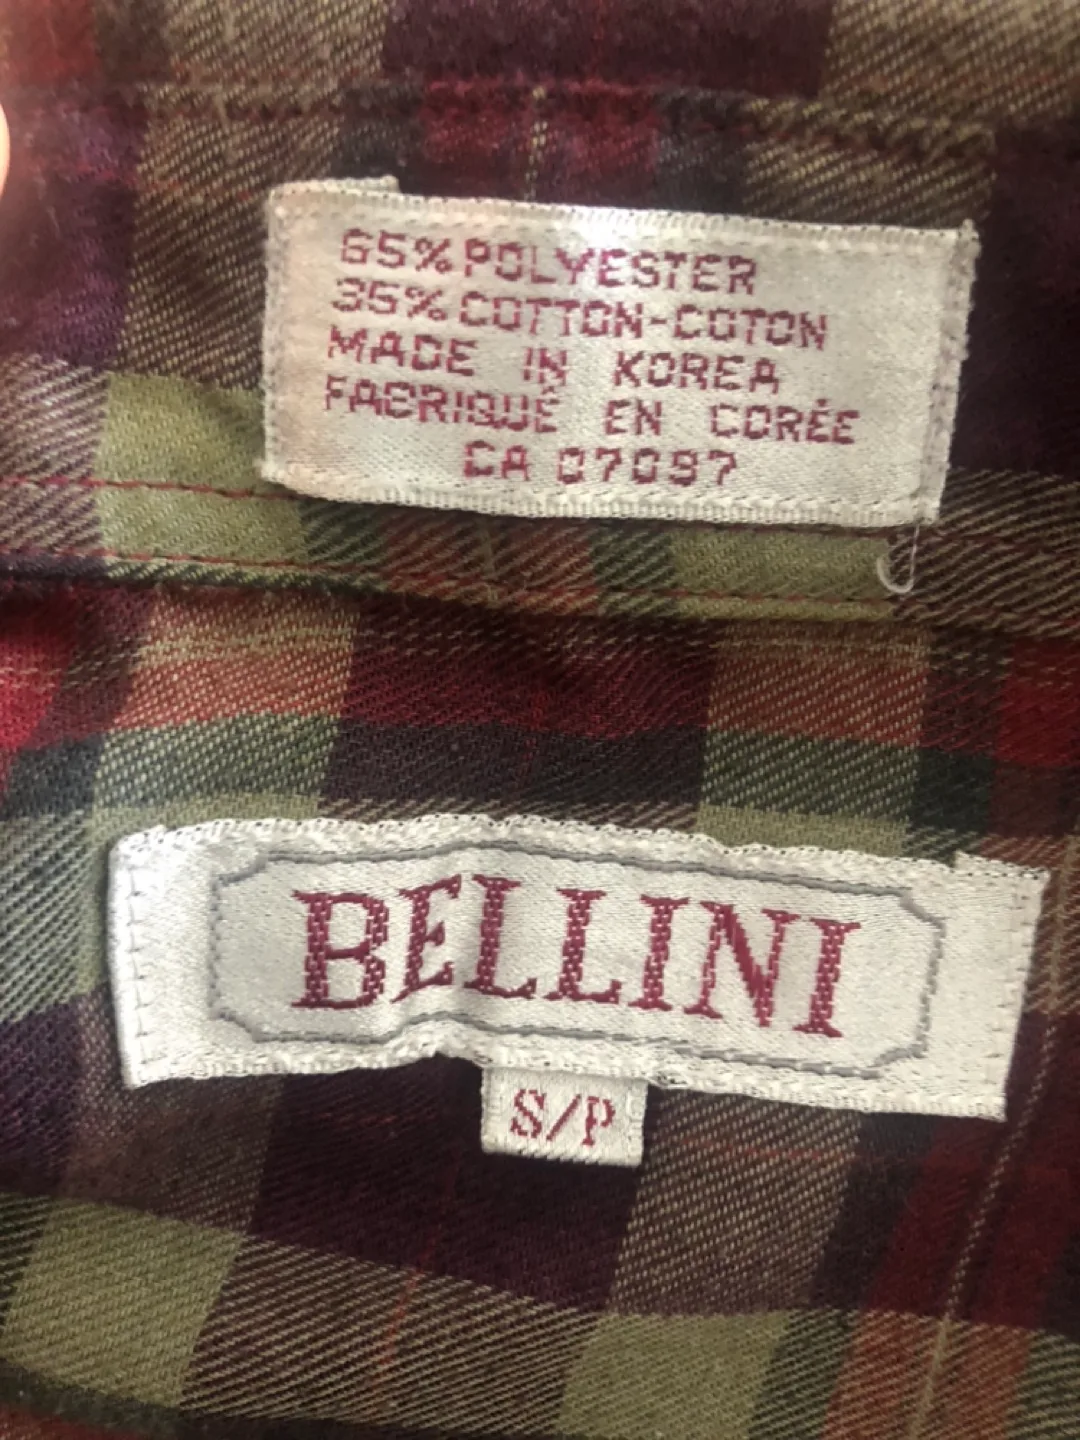 65% POLYESTER
35% COTTON-COTON
MADE IN KOREA
FABRIQUÉ EN CORÉE
CA 07097
BELLINI
S/P